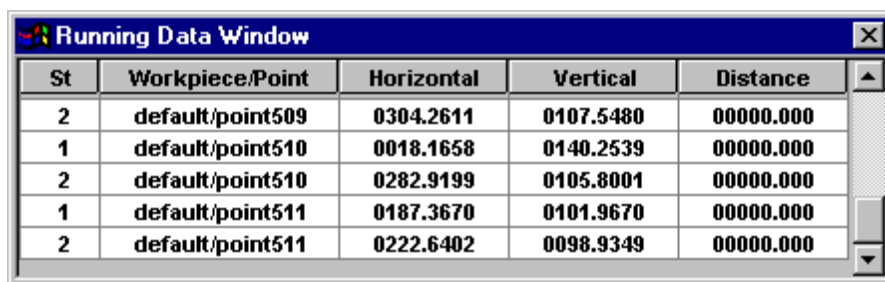 Running Data Window
St Workpiece/Point Horizontal Vertical Distance
2 default/point509 0304.2611 0107.5480 00000.000
1 default/point510 0018.1658 0140.2539 00000.000
2 default/point510 0282.9199 0105.8001 00000.000
1 default/point511 0187.3670 0101.9670 00000.000
2 default/point511 0222.6402 0098.9349 00000.000